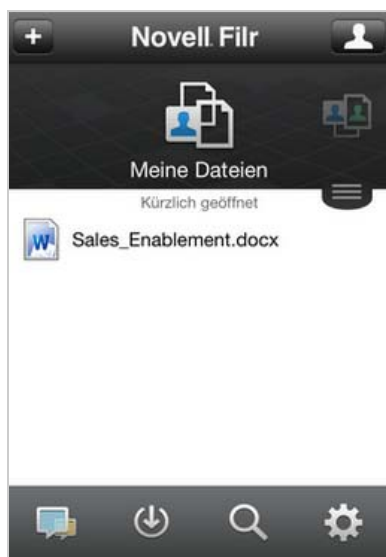 Novell Filr
Meine Dateien
Kürzlich geöffnet
Sales_Enablement.docx